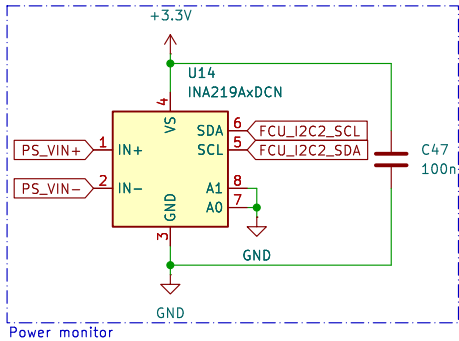 +3.3V
U14
INA219AxDCN
4
VS
6
SDA
FCU_I2C2_SCL
PS_VIN+
1
IN+
SCL
5
FCU_I2C2_SDA
C47
100n
PS_VIN-
2
IN-
A1
8
A0
7
GND
3
GND
GND
Power monitor